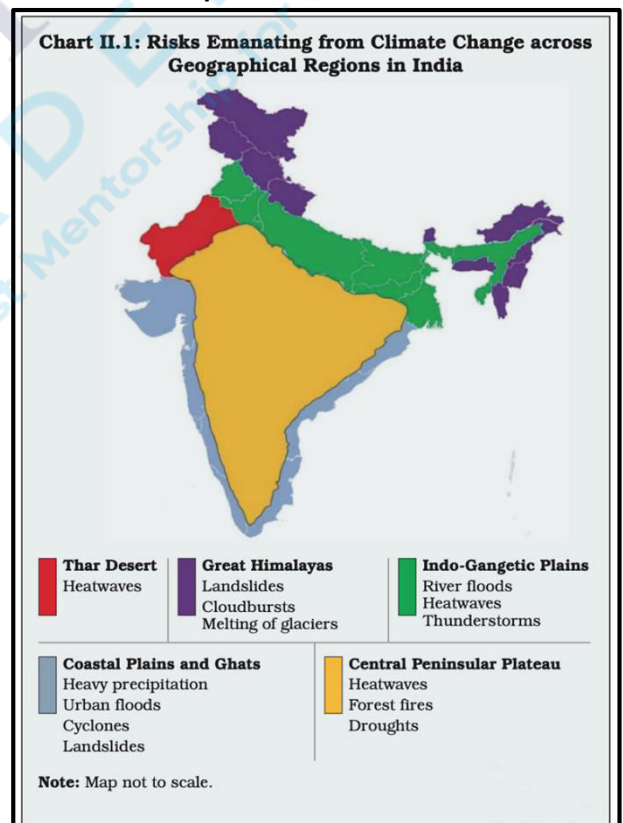 Chart II.1: Risks Emanating from Climate Change across
Geographical Regions in India
Thar Desert
Heatwaves
Great Himalayas
Landslides
Cloudbursts
Melting of glaciers
Indo-Gangetic Plains
River floods
Heatwaves
Thunderstorms
Coastal Plains and Ghats
Heavy precipitation
Urban floods
Cyclones
Landslides
Central Peninsular Plateau
Heatwaves
Forest fires
Droughts
Note: Map not to scale.
Mentorship for